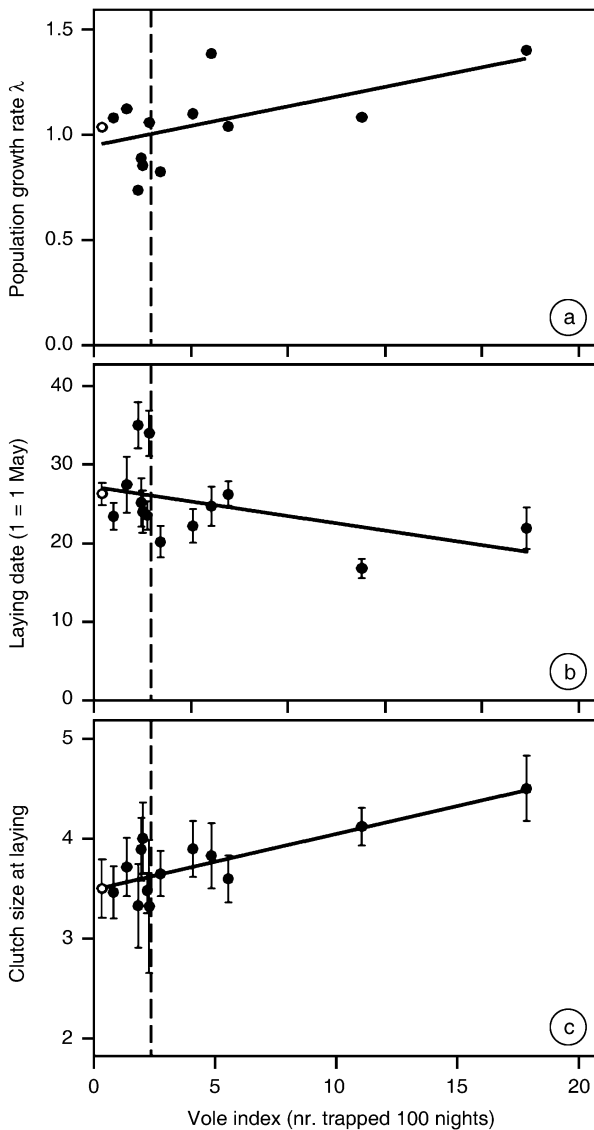 1.5
1.0
0.5
0.0
Population growth rate λ
a
40
30
20
10
0
Laying date (1 = 1 May)
b
5
4
3
2
Clutch size at laying
c
0 5 10 15 20
Vole index (nr. trapped 100 nights)